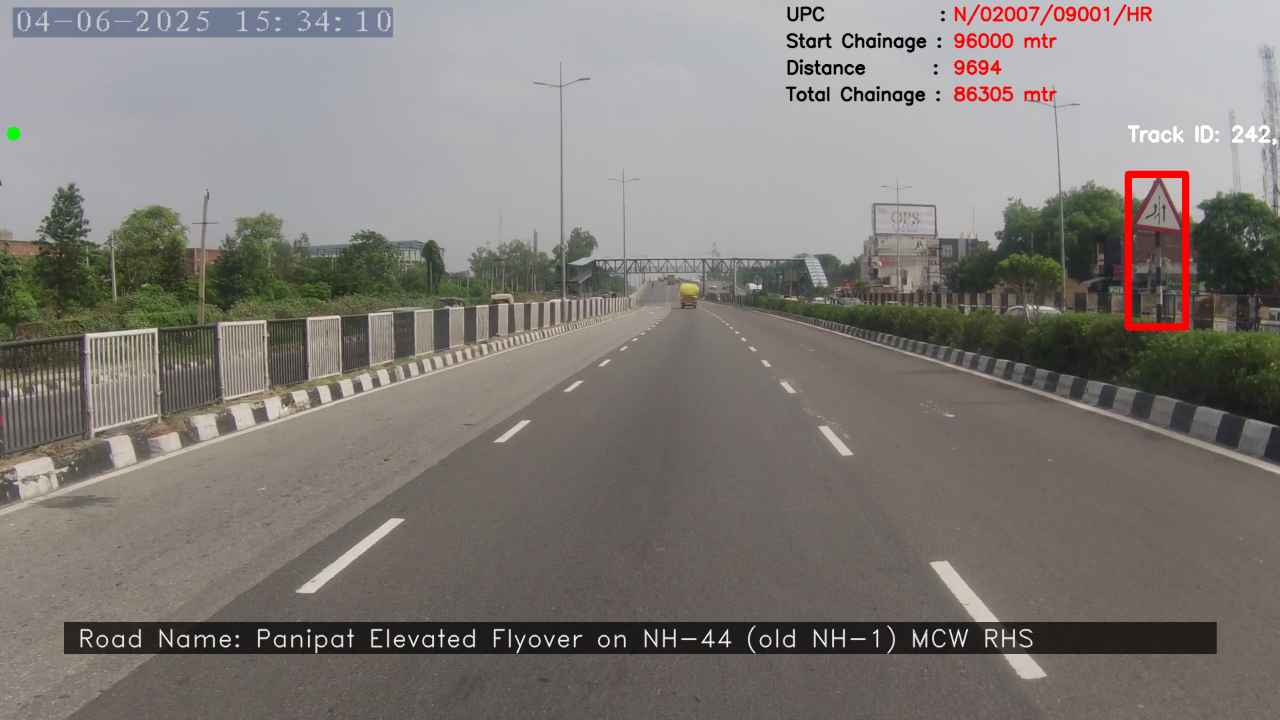 04-06-2025 15:34:10
UPC : N/02007/09001/HR
Start Chainage : 96000 mtr
Distance : 9694
Total Chainage : 86305 mtr
Track ID: 242,
OPS
Road Name: Panipat Elevated Flyover on NH-44 (old NH-1) MCW RHS